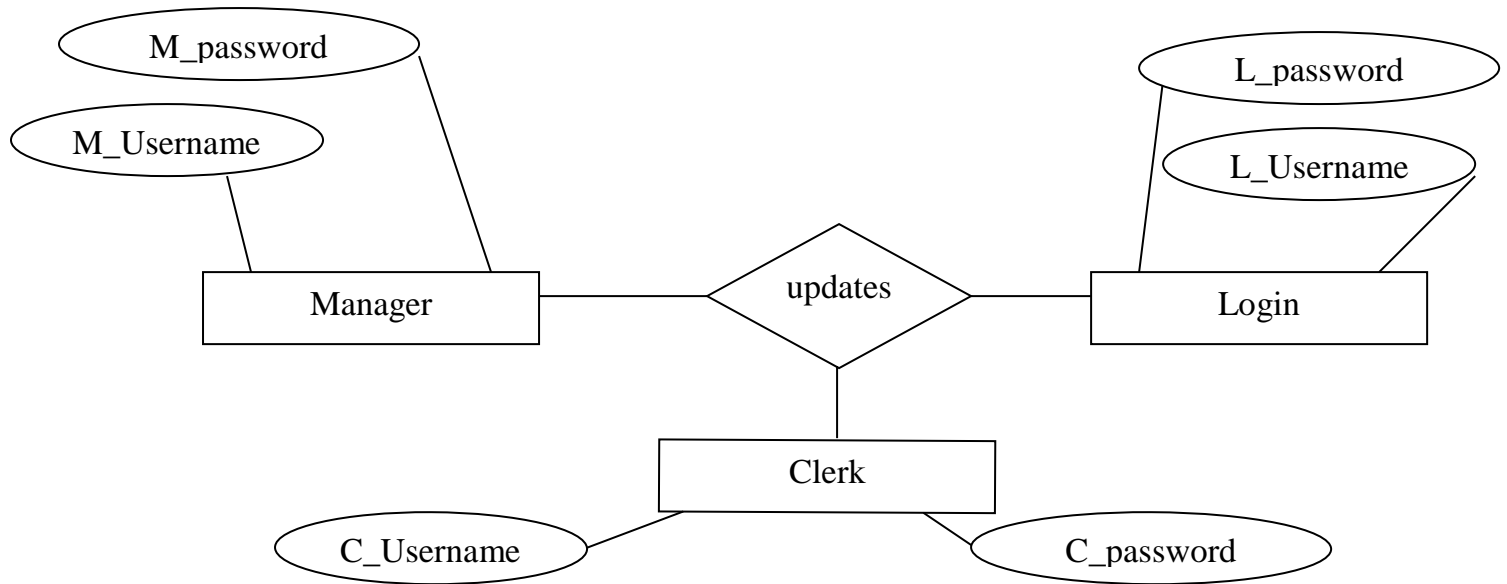 M_password
L_password
M_Username
L_Username
updates
Manager
Login
Clerk
C_Username
C_password